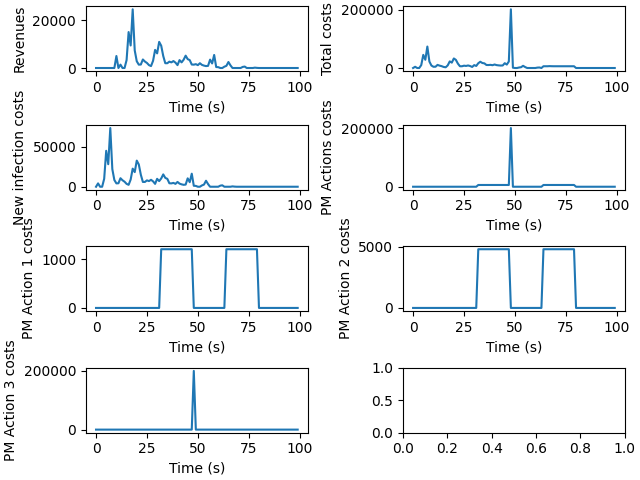 Revenues
20000
0
0 25 50 75 100
Time (s)
Total costs
200000
0
0 25 50 75 100
Time (s)
New infection costs
50000
0
0 25 50 75 100
Time (s)
PM Actions costs
200000
0
0 25 50 75 100
Time (s)
PM Action 1 costs
1000
0
0 25 50 75 100
Time (s)
PM Action 2 costs
5000
0
0 25 50 75 100
Time (s)
PM Action 3 costs
200000
0
0 25 50 75 100
Time (s)
1.0
0.5
0.0
0.0 0.2 0.4 0.6 0.8 1.0